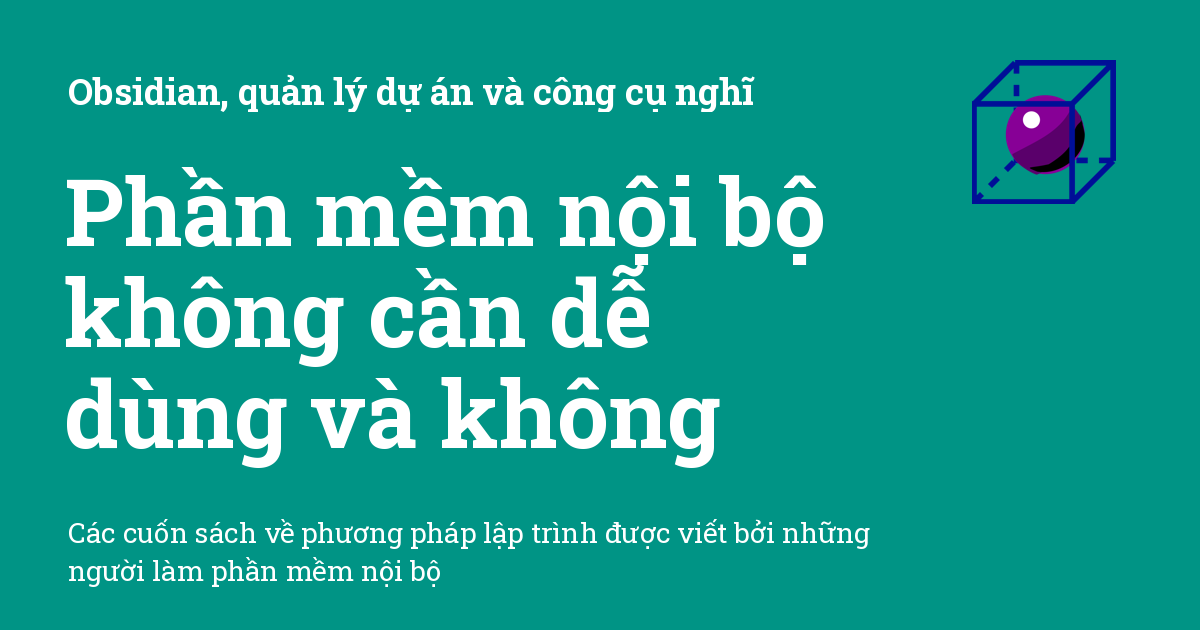 Obsidian, quản lý dự án và công cụ nghĩ
Phần mềm nội bộ
không cần dễ
dùng và không
Các cuốn sách về phương pháp lập trình được viết bởi những
người làm phần mềm nội bộ